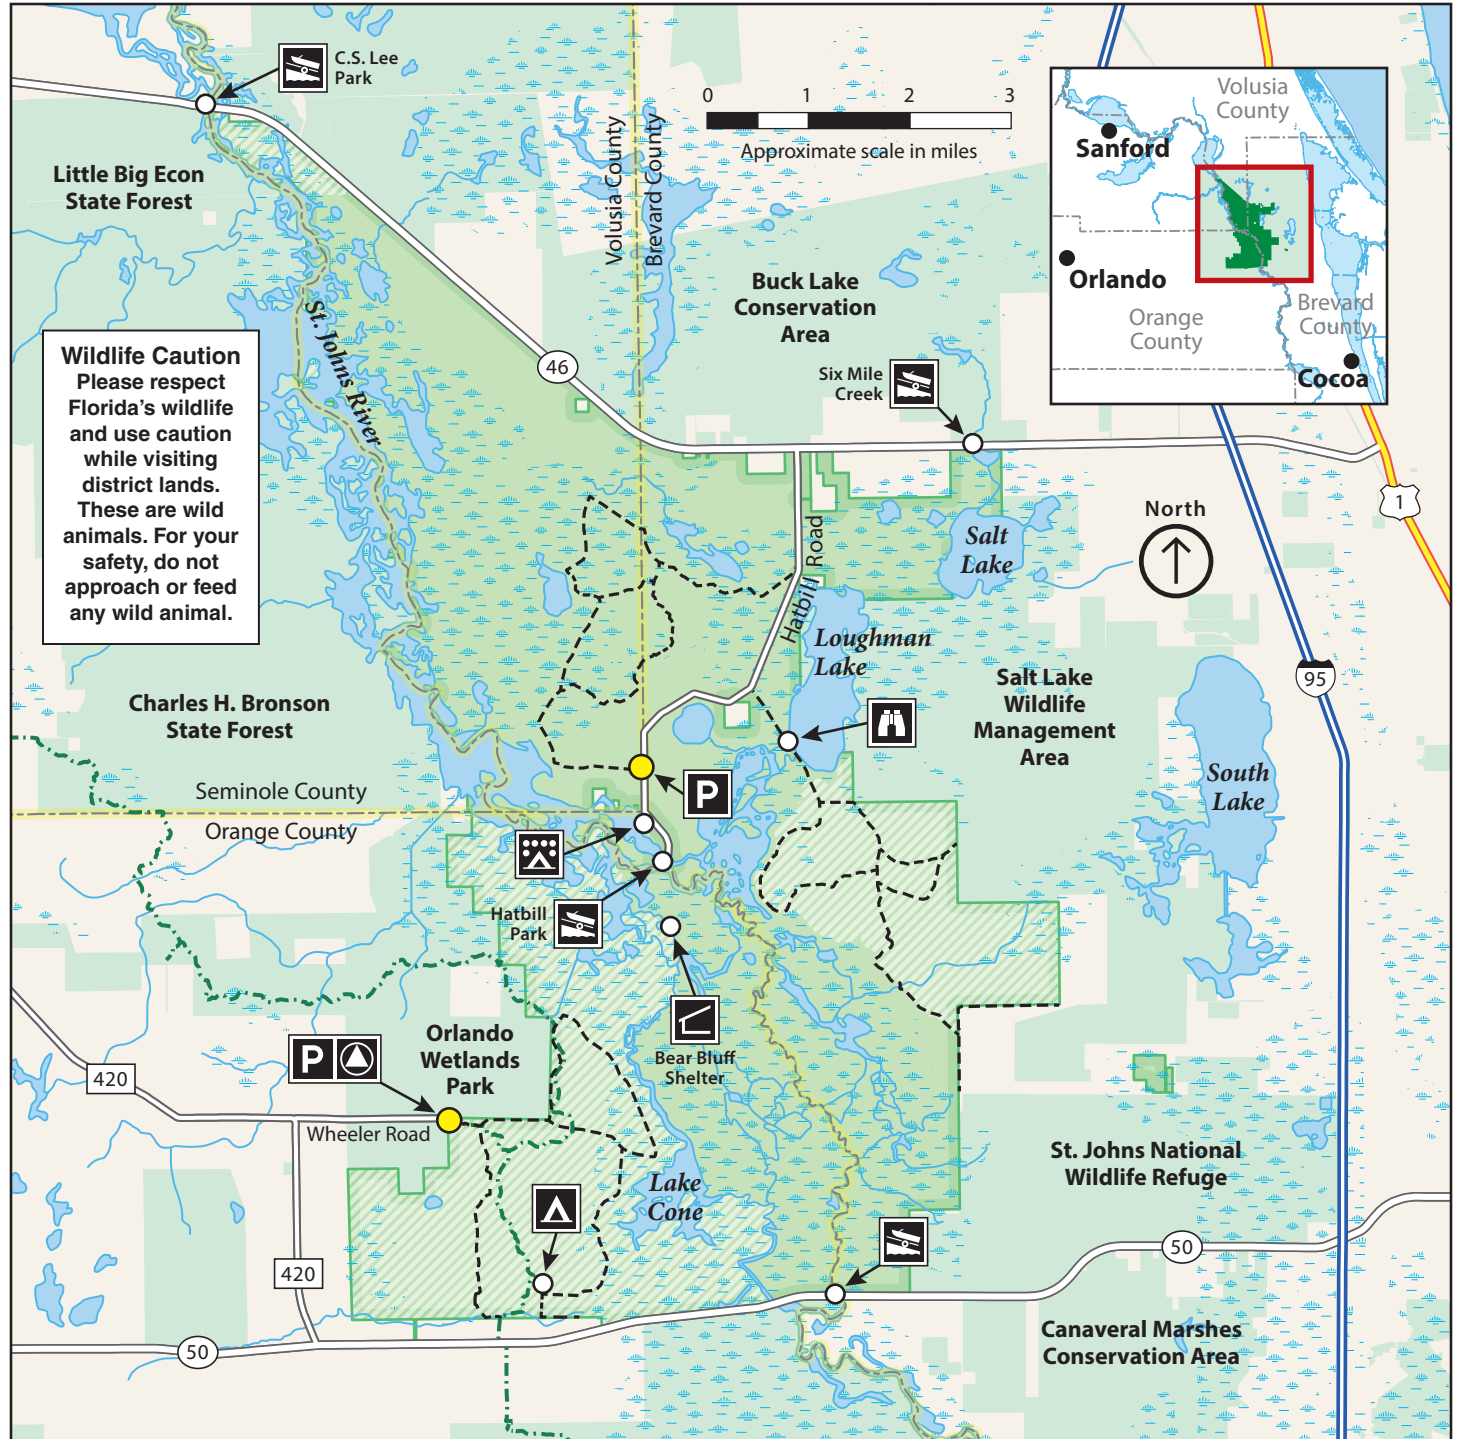 C.S. Lee
Park
0 1 2 3
Approximate scale in miles
Volusia
County
Sanford
Orlando
Orange
County
Brevard
County
Cocoa
Little Big Econ
State Forest
Volusia County
Brevard County
Buck Lake
Conservation
Area
St. Johns River
46
Six Mile
Creek
Wildlife Caution
Please respect
Florida's wildlife
and use caution
while visiting
district lands.
These are wild
animals. For your
safety, do not
approach or feed
any wild animal.
1
North
Salt
Lake
Hatbill Road
Loughman
Lake
95
Salt Lake
Wildlife
Management
Area
Charles H. Bronson
State Forest
South
Lake
Seminole County
Orange County
P
Hatbill
Park
Bear Bluff
Shelter
Orlando
Wetlands
Park
P
420
Wheeler Road
St. Johns National
Wildlife Refuge
Lake
Cone
420
50
50
Canaveral Marshes
Conservation Area